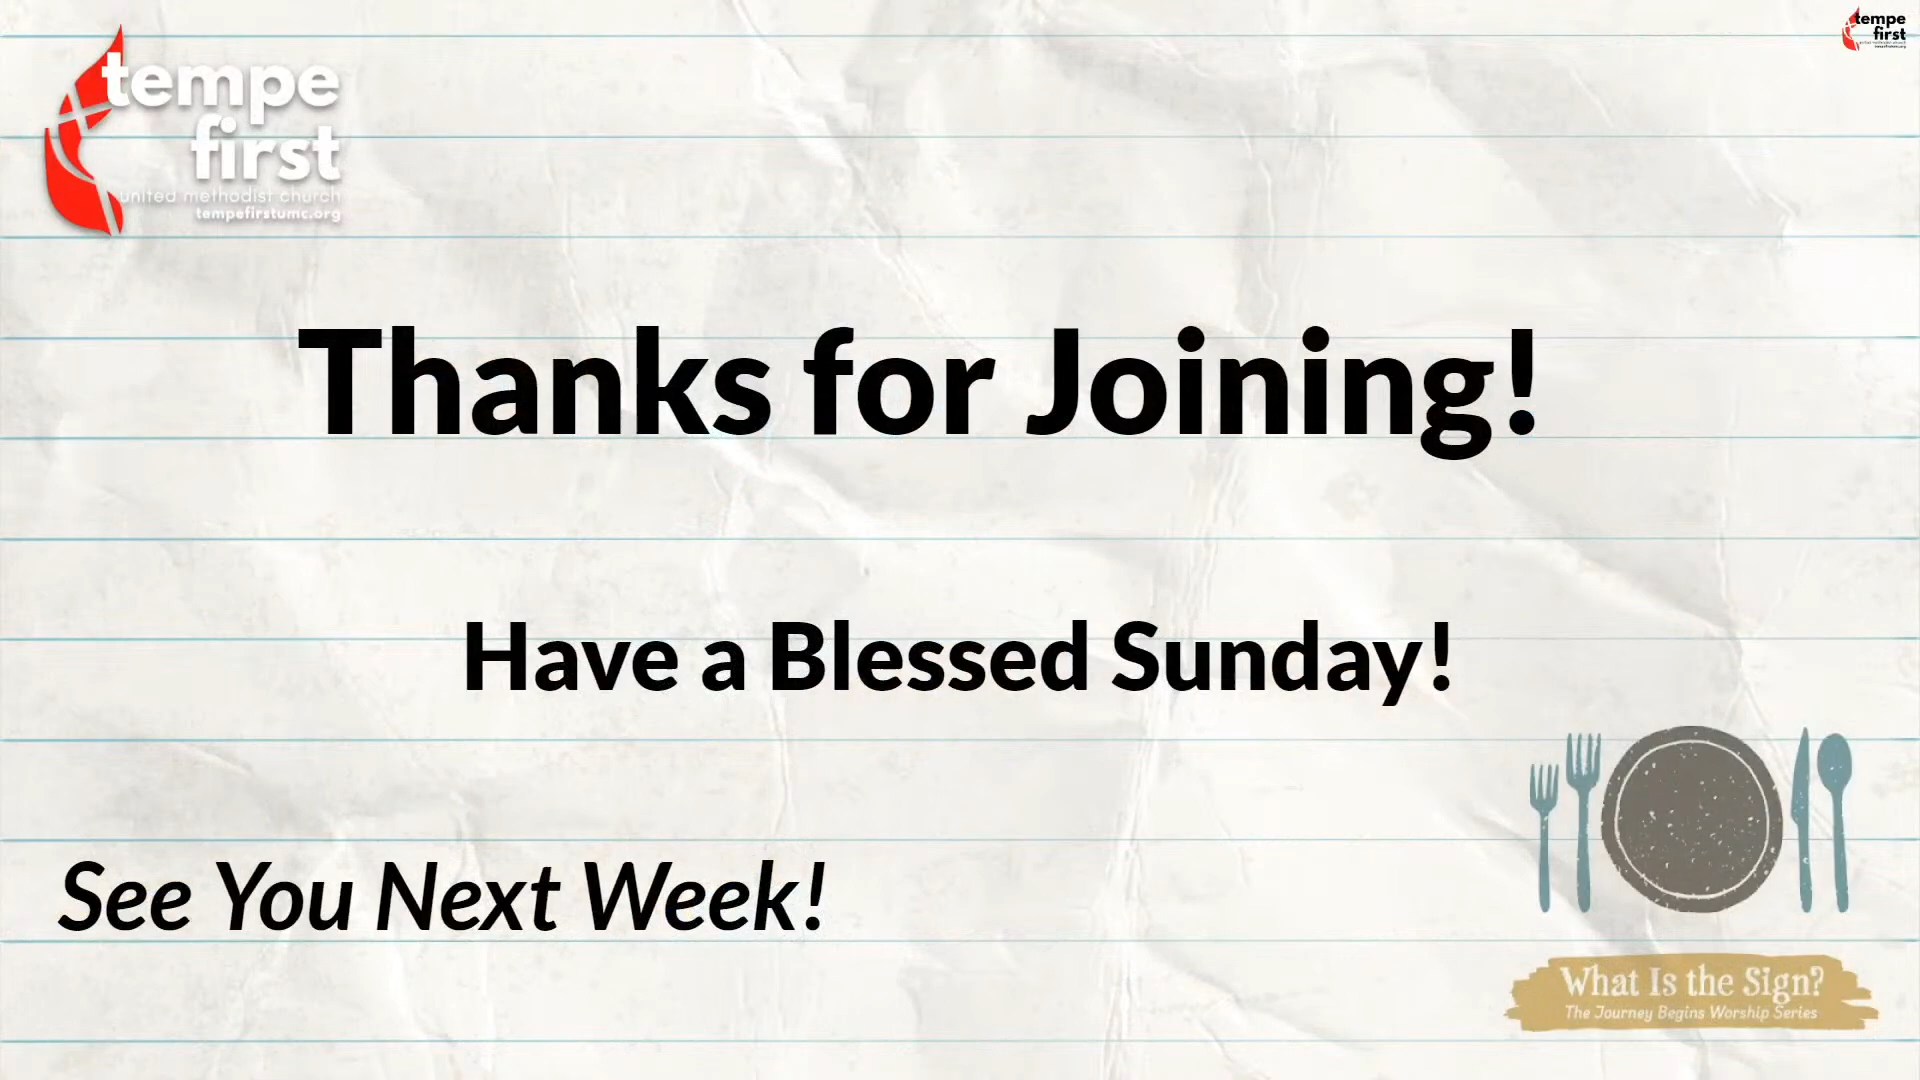 tempe
first
united methodist church
tempefirstumc.org
tempe
first
Thanks for Joining!
Have a Blessed Sunday!
See You Next Week!
What Is the Sign?
The Journey Begins Worship Series